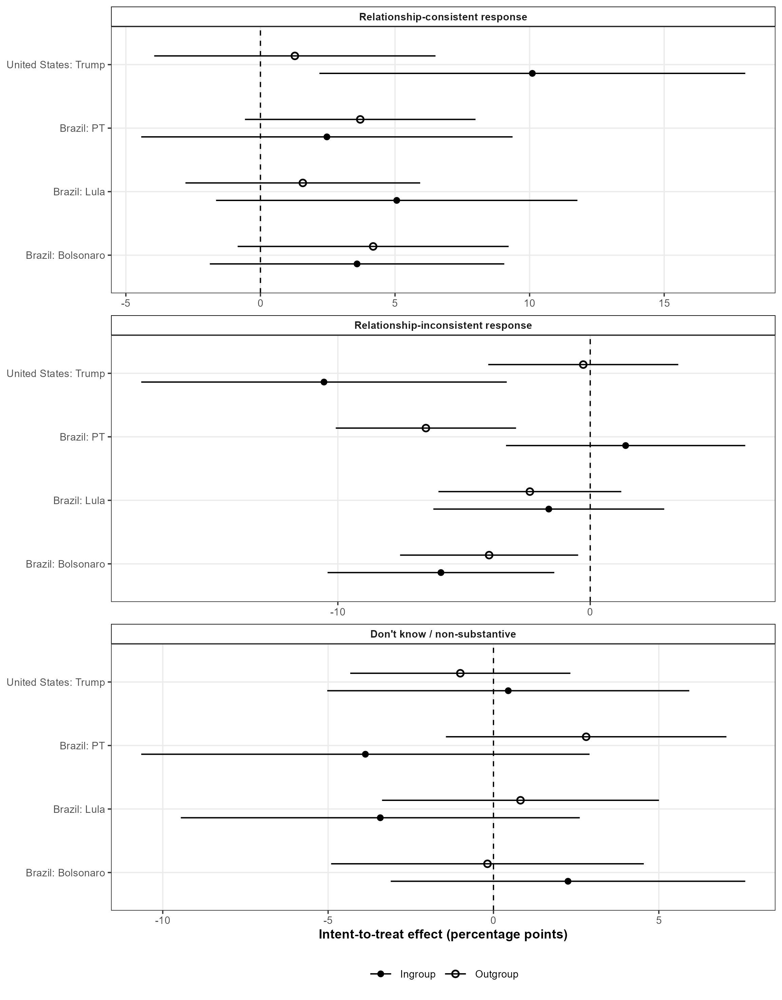 Relationship-consistent response
United States: Trump
Brazil: PT
Brazil: Lula
Brazil: Bolsonaro
-5 0 5 10 15
Relationship-inconsistent response
United States: Trump
Brazil: PT
Brazil: Lula
Brazil: Bolsonaro
-10 0
Don't know / non-substantive
United States: Trump
Brazil: PT
Brazil: Lula
Brazil: Bolsonaro
-10 -5 0 5
Intent-to-treat effect (percentage points)
Ingroup Outgroup